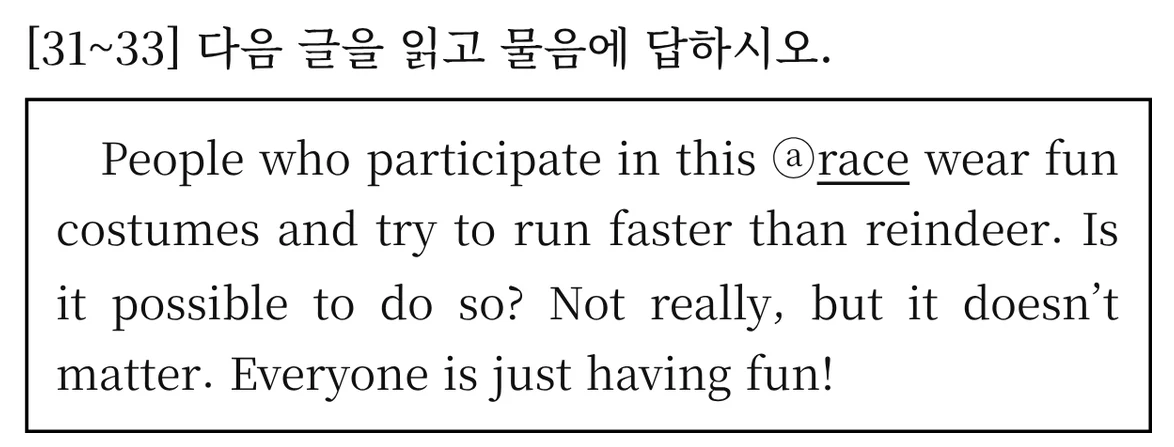 [31~33] 다음 글을 읽고 물음에 답하시오.
People who participate in this ⓐrace wear fun
costumes and try to run faster than reindeer. Is
it possible to do so? Not really, but it doesn’t
matter. Everyone is just having fun!